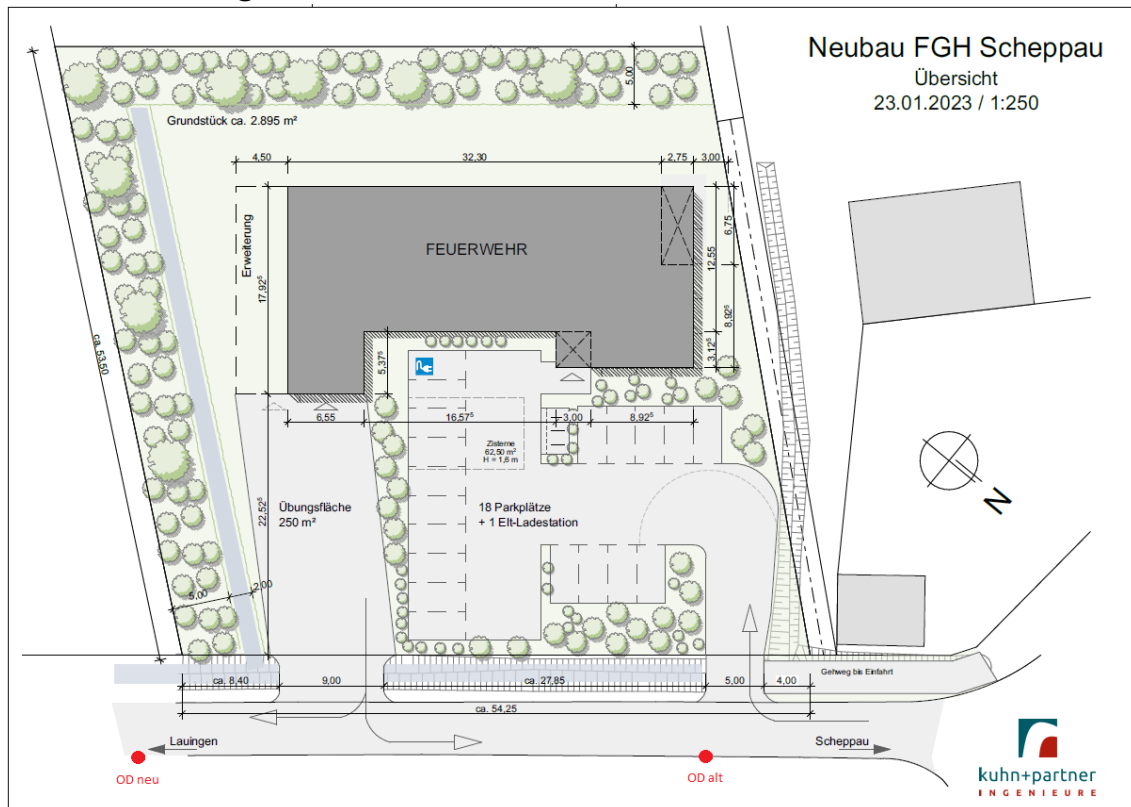 Neubau FGH Scheppau
Übersicht
23.01.2023 / 1:250
5,00
Grundstück ca. 2.895 m²
4,50
32,30
2,75
3,00
Erweiterung
17,92⁵
FEUERWEHR
12,55
6,75
8,92⁵
3,12⁵
ca. 53,50
5,37⁵
6,55
16,57⁵
3,00
8,92⁵
Zisterne
62,50 m²
H = 1,6 m
22,52⁵
Übungsfläche
250 m²
18 Parkplätze
+ 1 Elt-Ladestation
N
5,00
2,00
Gehweg bis Einfahrt
ca. 8,40
9,00
ca. 27,85
5,00
4,00
ca. 54,25
Lauingen
Scheppau
OD neu
OD alt
kuhn+partner
INGENIEURE